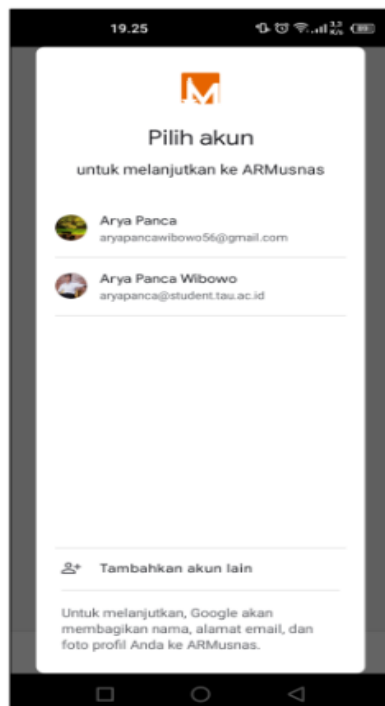 19.25
Pilih akun
untuk melanjutkan ke ARMusnas
Arya Panca
aryapancawibowo56@gmail.com
Arya Panca Wibowo
aryapanca@student.tau.ac.id
Tambahkan akun lain
Untuk melanjutkan, Google akan
membagikan nama, alamat email, dan
foto profil Anda ke ARMusnas.